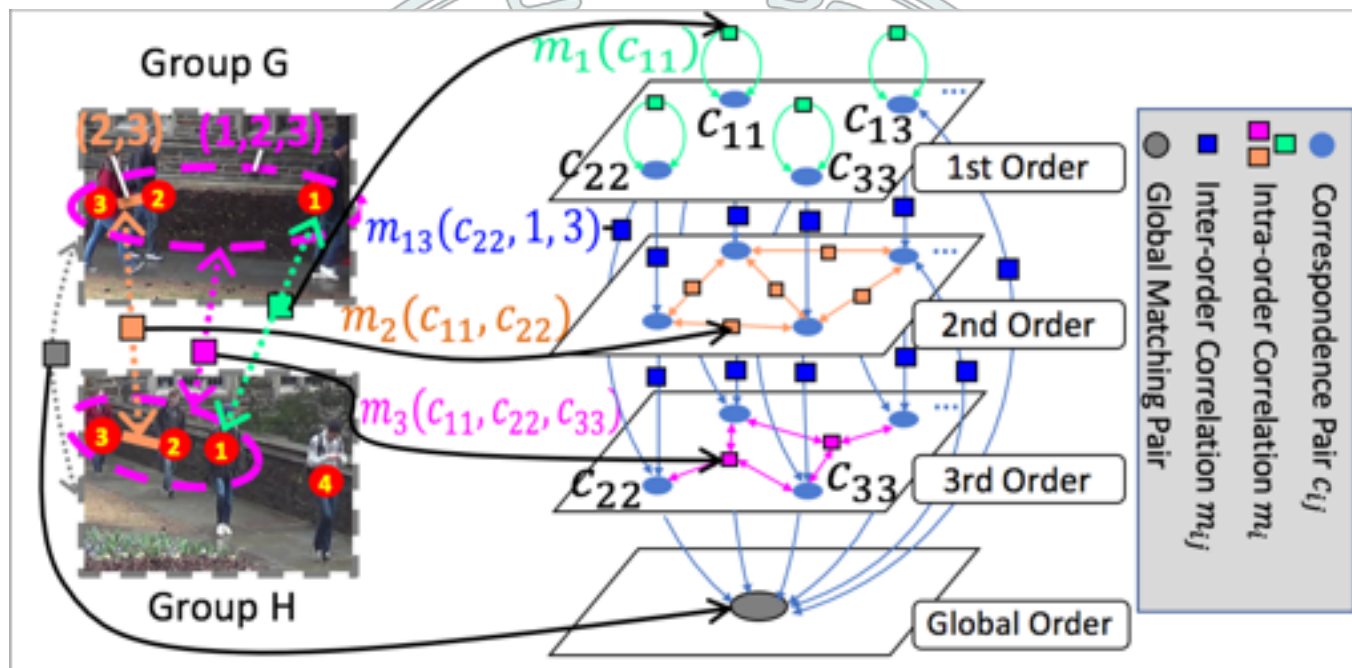 Group G
(2,3)
(1,2,3)
3
2
1
3
2
1
4
Group H
m₁(c₁₁)
m₁₃(c₂₂, 1, 3)
m₂(c₁₁, c₂₂)
m₃(c₁₁, c₂₂, c₃₃)
c₁₁
c₁₃
...
c₂₂
c₃₃
1st Order
...
2nd Order
...
c₂₂
c₃₃
3rd Order
Global Order
Correspondence Pair cᵢⱼ
Intra-order Correlation mᵢ
Inter-order Correlation mᵢⱼ
Global Matching Pair